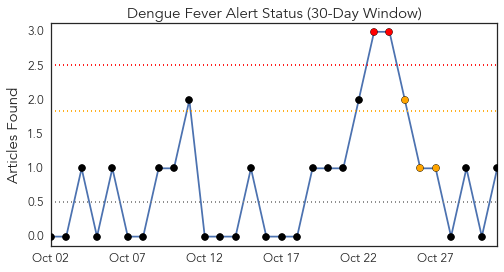 Dengue Fever Alert Status (30-Day Window)
Articles Found
3.0
2.5
2.0
1.5
1.0
0.5
0.0
Oct 02 Oct 07 Oct 12 Oct 17 Oct 22 Oct 27